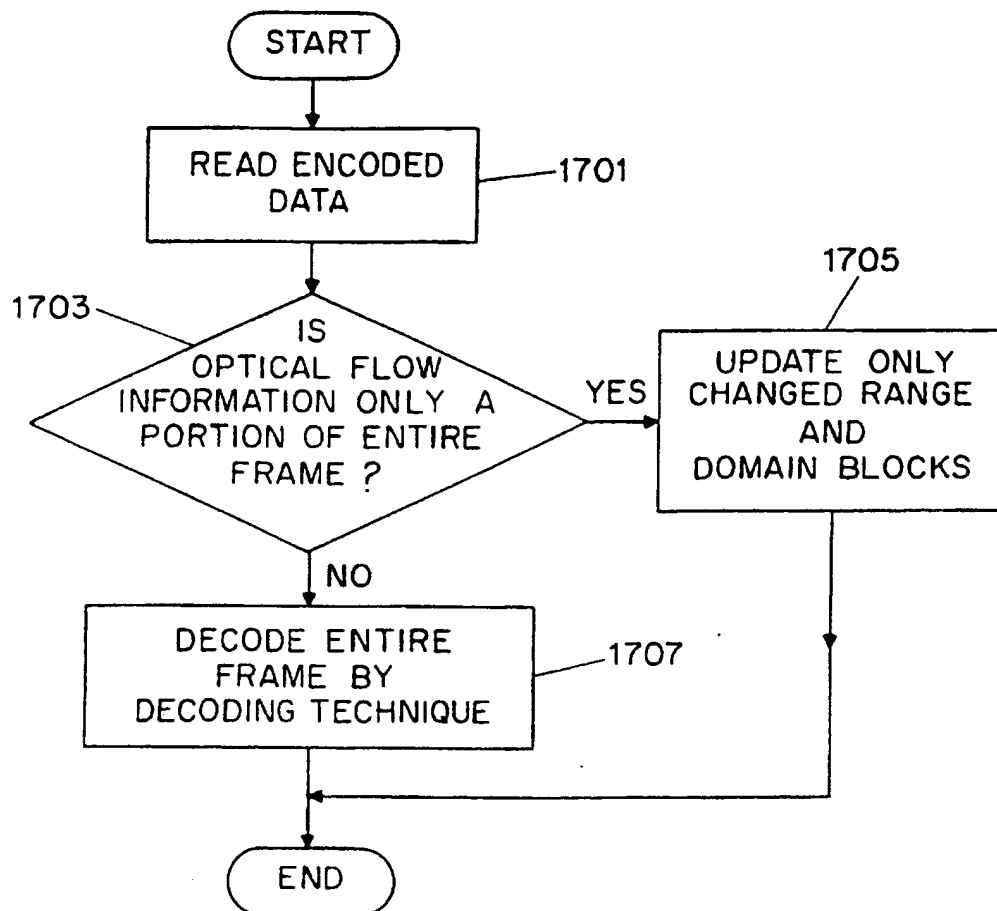 START
READ ENCODED
DATA
1701
1703
IS
OPTICAL FLOW
INFORMATION ONLY A
PORTION OF ENTIRE
FRAME ?
YES
1705
UPDATE ONLY
CHANGED RANGE
AND
DOMAIN BLOCKS
NO
DECODE ENTIRE
FRAME BY
DECODING TECHNIQUE
1707
END